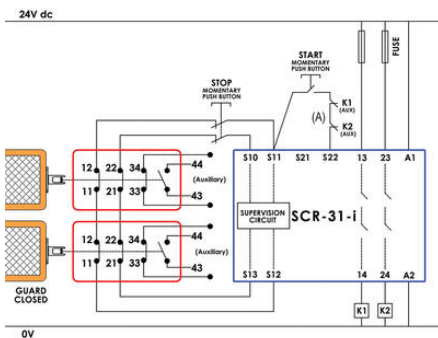 24V dc
START
MOMENTARY
PUSH BUTTON
FUSE
STOP
MOMENTARY
PUSH BUTTON
K1
(AUX)
(A)
K2
(AUX)
12 22 34 44
(Auxiliary)
11 21 33 43
S10 S11 S21 S22 13 23 A1
SUPERVISION
CIRCUIT
SCR-31-i
12 22 34 44
(Auxiliary)
11 21 33 43
S13 S12 14 24 A2
GUARD
CLOSED
K1 K2
0V